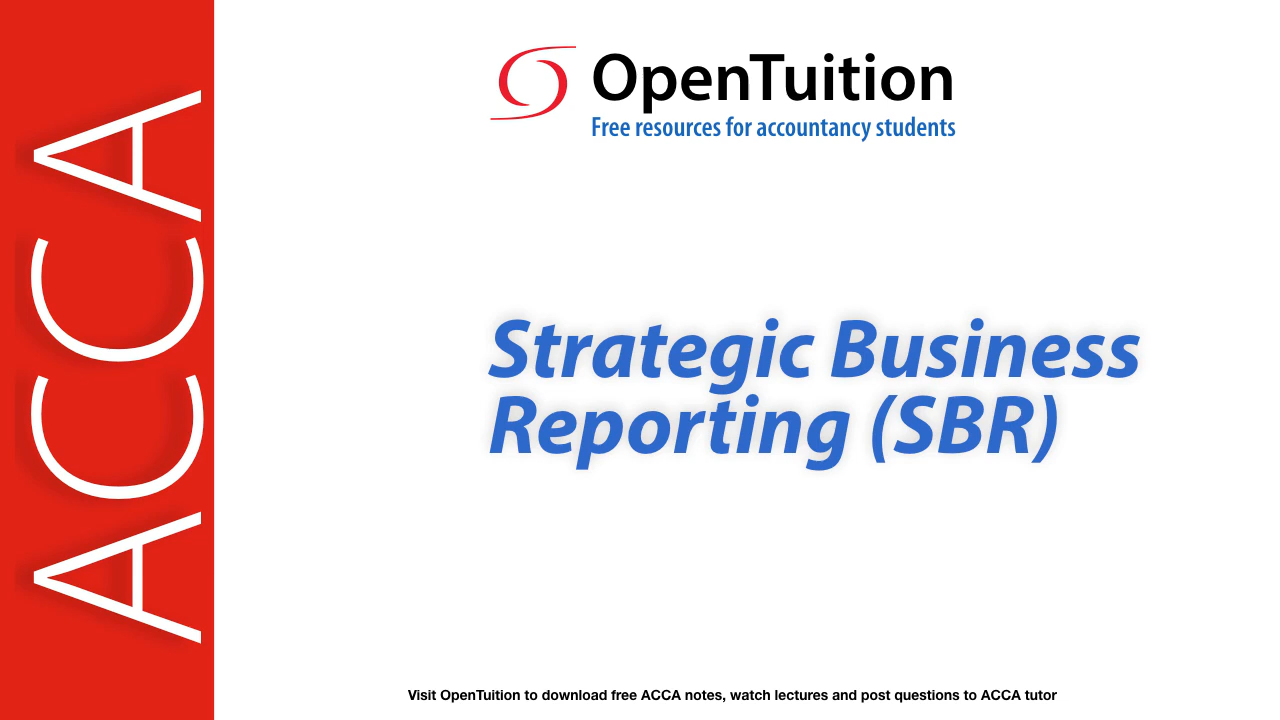 ACCA
OpenTuition
Free resources for accountancy students
Strategic Business
Reporting (SBR)
Visit OpenTuition to download free ACCA notes, watch lectures and post questions to ACCA tutor